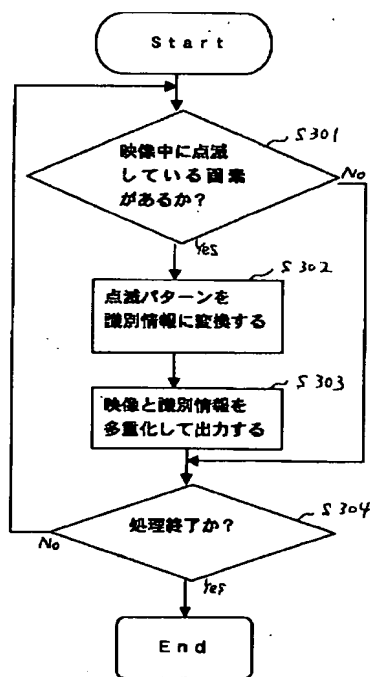 Start
映像中に点滅
している画素
があるか?
S301
No
Yes
S302
点滅パターンを
識別情報に変換する
S303
映像と識別情報を
多重化して出力する
処理終了か?
S304
No
Yes
End